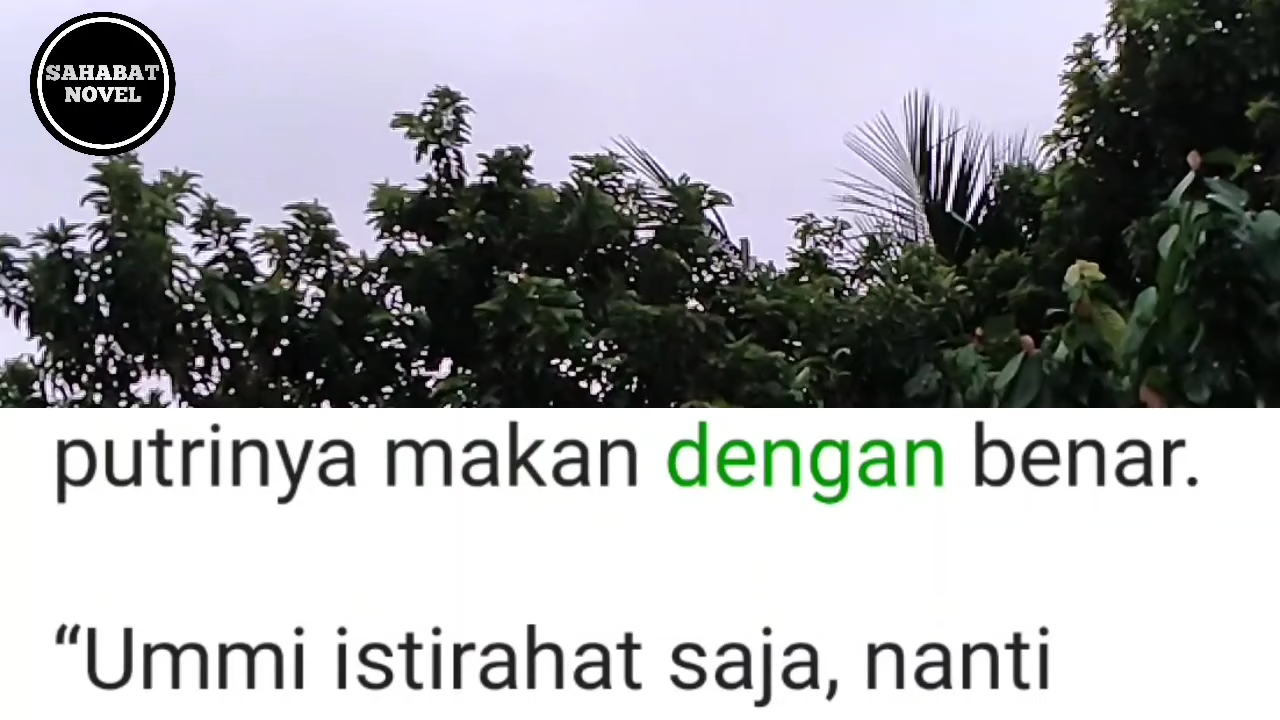 SAHABAT
NOVEL
putrinya makan dengan benar.
“Ummi istirahat saja, nanti